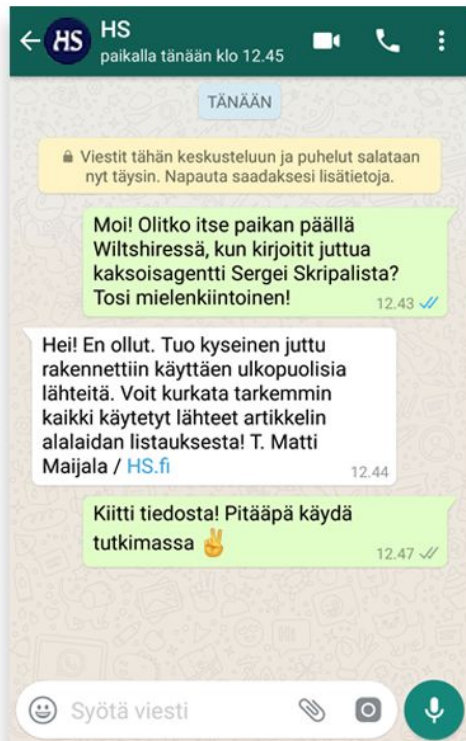 HS
HS
paikalla tänään klo 12.45
TÄNÄÄN
Viestit tähän keskusteluun ja puhelut salataan
nyt täysin. Napauta saadaksesi lisätietoja.
Moi! Olitko itse paikan päällä
Wiltshiressä, kun kirjoitit juttua
kaksoisagentti Sergei Skripalista?
Tosi mielenkiintoinen!
12.43
Hei! En ollut. Tuo kyseinen juttu
rakennettiin käyttäen ulkopuolisia
lähteitä. Voit kurkata tarkemmin
kaikki käytetyt lähteet artikkelin
alalaidan listauksesta! T. Matti
Maijala / HS.fi
12.44
Kiitti tiedosta! Pitääpä käydä
tutkimassa ✌️
12.47
Syötä viesti